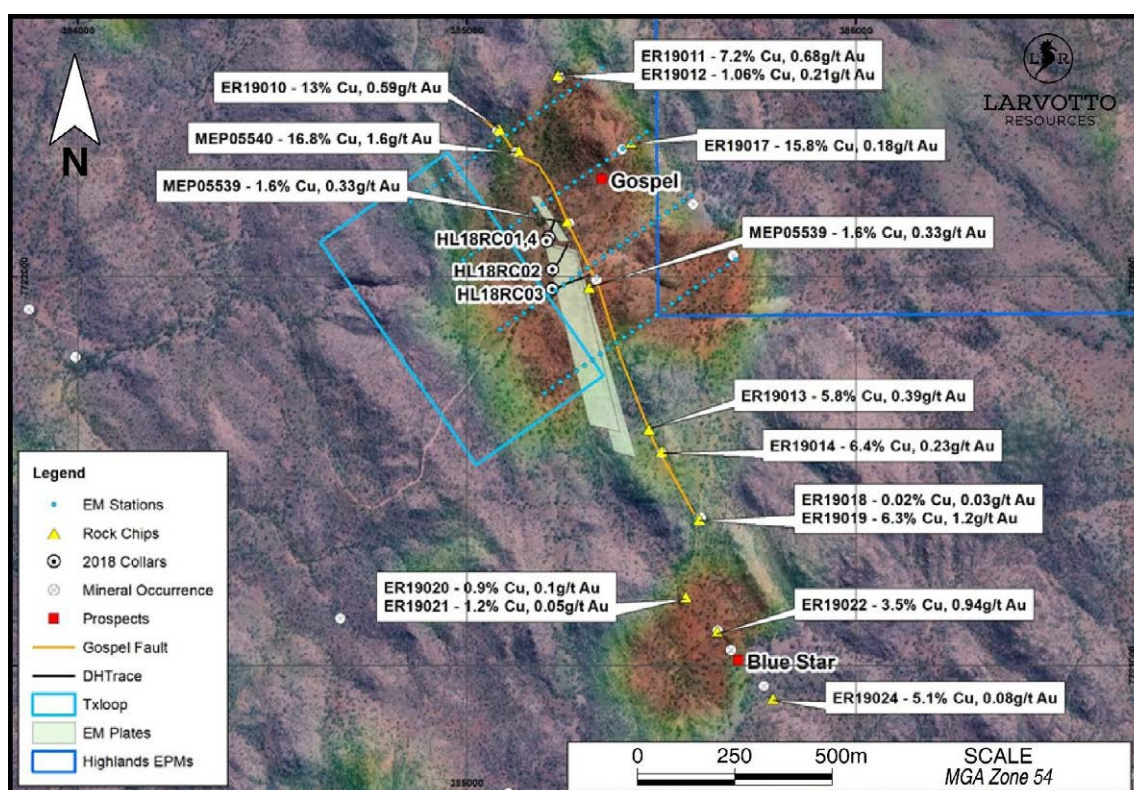 384000
385000
386000
LR
LARVOTTO
RESOURCES
N
ER19011 - 7.2% Cu, 0.68g/t Au
ER19012 - 1.06% Cu, 0.21g/t Au
ER19010 - 13% Cu, 0.59g/t Au
MEP05540 - 16.8% Cu, 1.6g/t Au
ER19017 - 15.8% Cu, 0.18g/t Au
Gospel
MEP05539 - 1.6% Cu, 0.33g/t Au
HL18RC01,4
MEP05539 - 1.6% Cu, 0.33g/t Au
HL18RC02
HL18RC03
7722000
ER19013 - 5.8% Cu, 0.39g/t Au
ER19014 - 6.4% Cu, 0.23g/t Au
ER19018 - 0.02% Cu, 0.03g/t Au
ER19019 - 6.3% Cu, 1.2g/t Au
ER19020 - 0.9% Cu, 0.1g/t Au
ER19021 - 1.2% Cu, 0.05g/t Au
ER19022 - 3.5% Cu, 0.94g/t Au
Blue Star
7721000
ER19024 - 5.1% Cu, 0.08g/t Au
Legend
EM Stations
Rock Chips
2018 Collars
Mineral Occurrence
Prospects
Gospel Fault
DHTrace
Txloop
EM Plates
Highlands EPMs
385000
0 250 500m
SCALE
MGA Zone 54